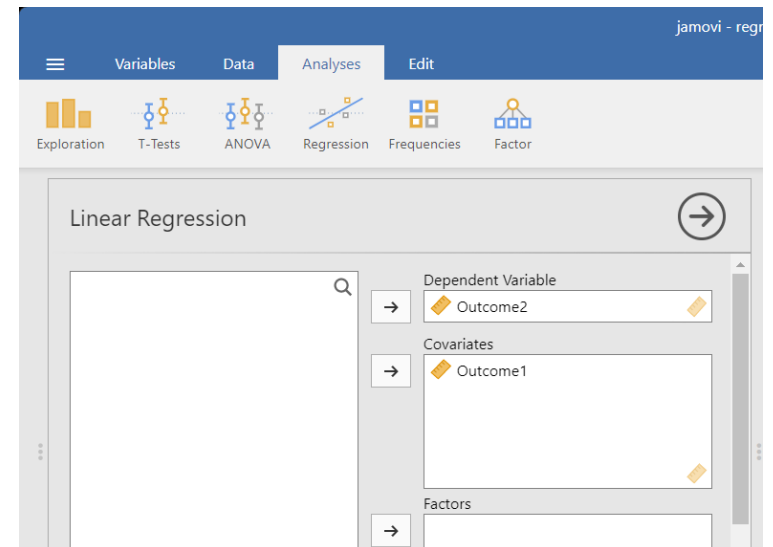 jamovi - regr
Variables Data Analyses Edit
Exploration T-Tests ANOVA Regression Frequencies Factor
Linear Regression
Dependent Variable
Outcome2
Covariates
Outcome1
Factors